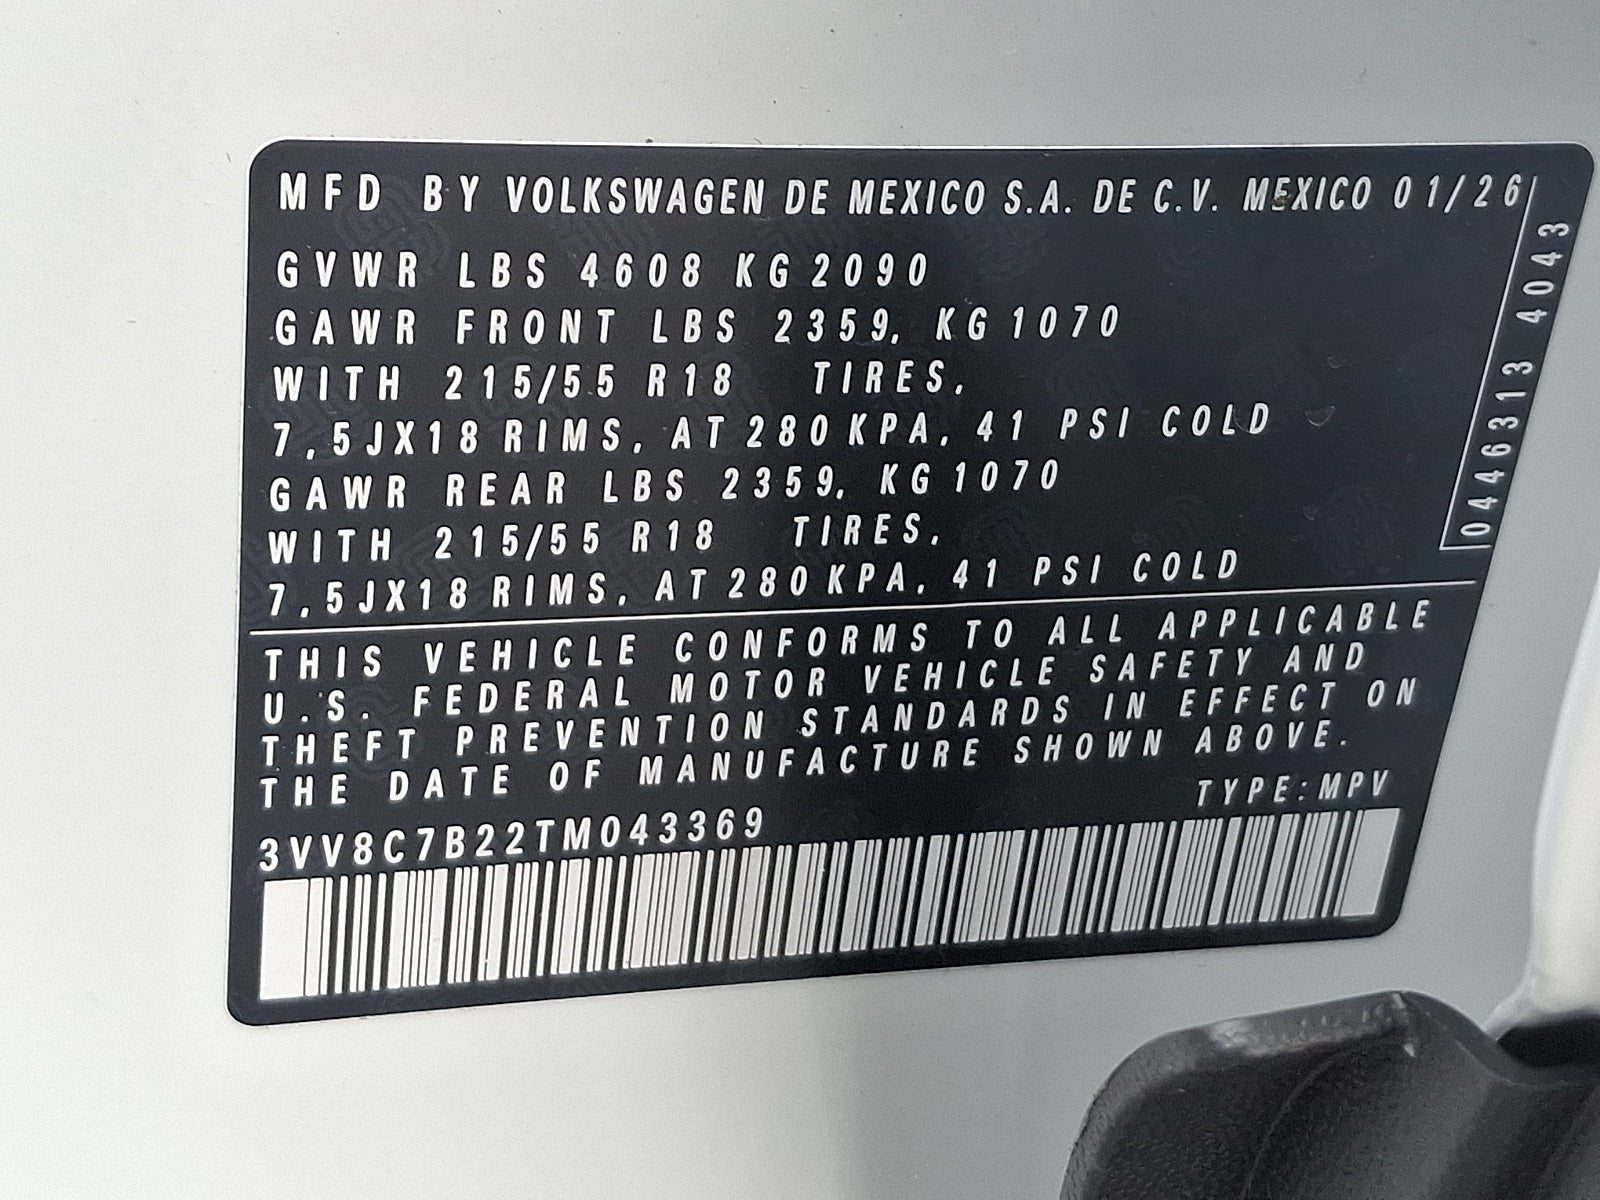 MFD BY VOLKSWAGEN DE MEXICO S.A. DE C.V. MEXICO 01/26
GVWR LBS 4608 KG 2090
GAWR FRONT LBS 2359, KG 1070
WITH 215/55 R18 TIRES,
7,5JX18 RIMS, AT 280 KPA, 41 PSI COLD
GAWR REAR LBS 2359, KG 1070
WITH 215/55 R18 TIRES,
7,5JX18 RIMS, AT 280 KPA, 41 PSI COLD
0446313 4043
THIS VEHICLE CONFORMS TO ALL APPLICABLE
U.S. FEDERAL MOTOR VEHICLE SAFETY AND
THEFT PREVENTION STANDARDS IN EFFECT ON
THE DATE OF MANUFACTURE SHOWN ABOVE.
TYPE:MPV
3VV8C7B22TM043369